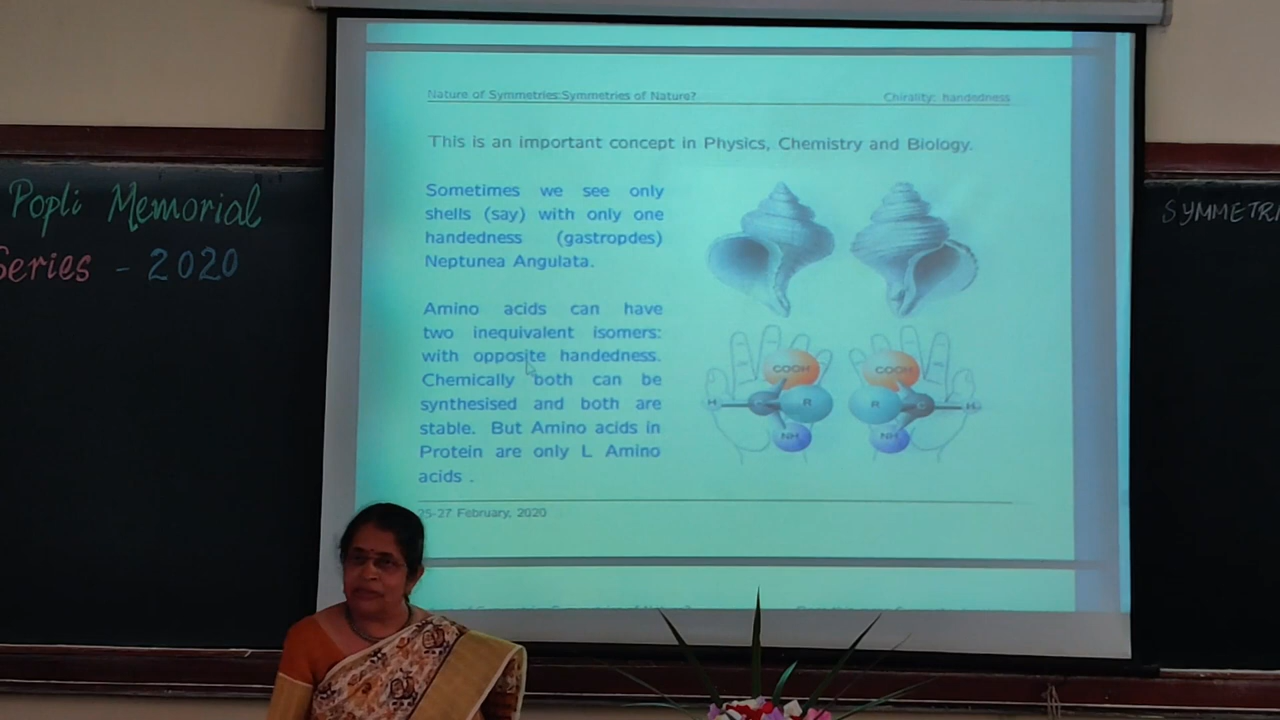 Popli Memorial
Series - 2020
SYMMETRI
Nature of Symmetries:Symmetries of Nature?
Chirality: handedness
This is an important concept in Physics, Chemistry and Biology.
Sometimes we see only
shells (say) with only one
handedness (gastropdes)
Neptunea Angulata.
Amino acids can have
two inequivalent isomers:
with opposite handedness.
Chemically both can be
synthesised and both are
stable. But Amino acids in
Protein are only L Amino
acids .
COOH
COOH
H C R
R C H
NH
NH
25-27 February, 2020